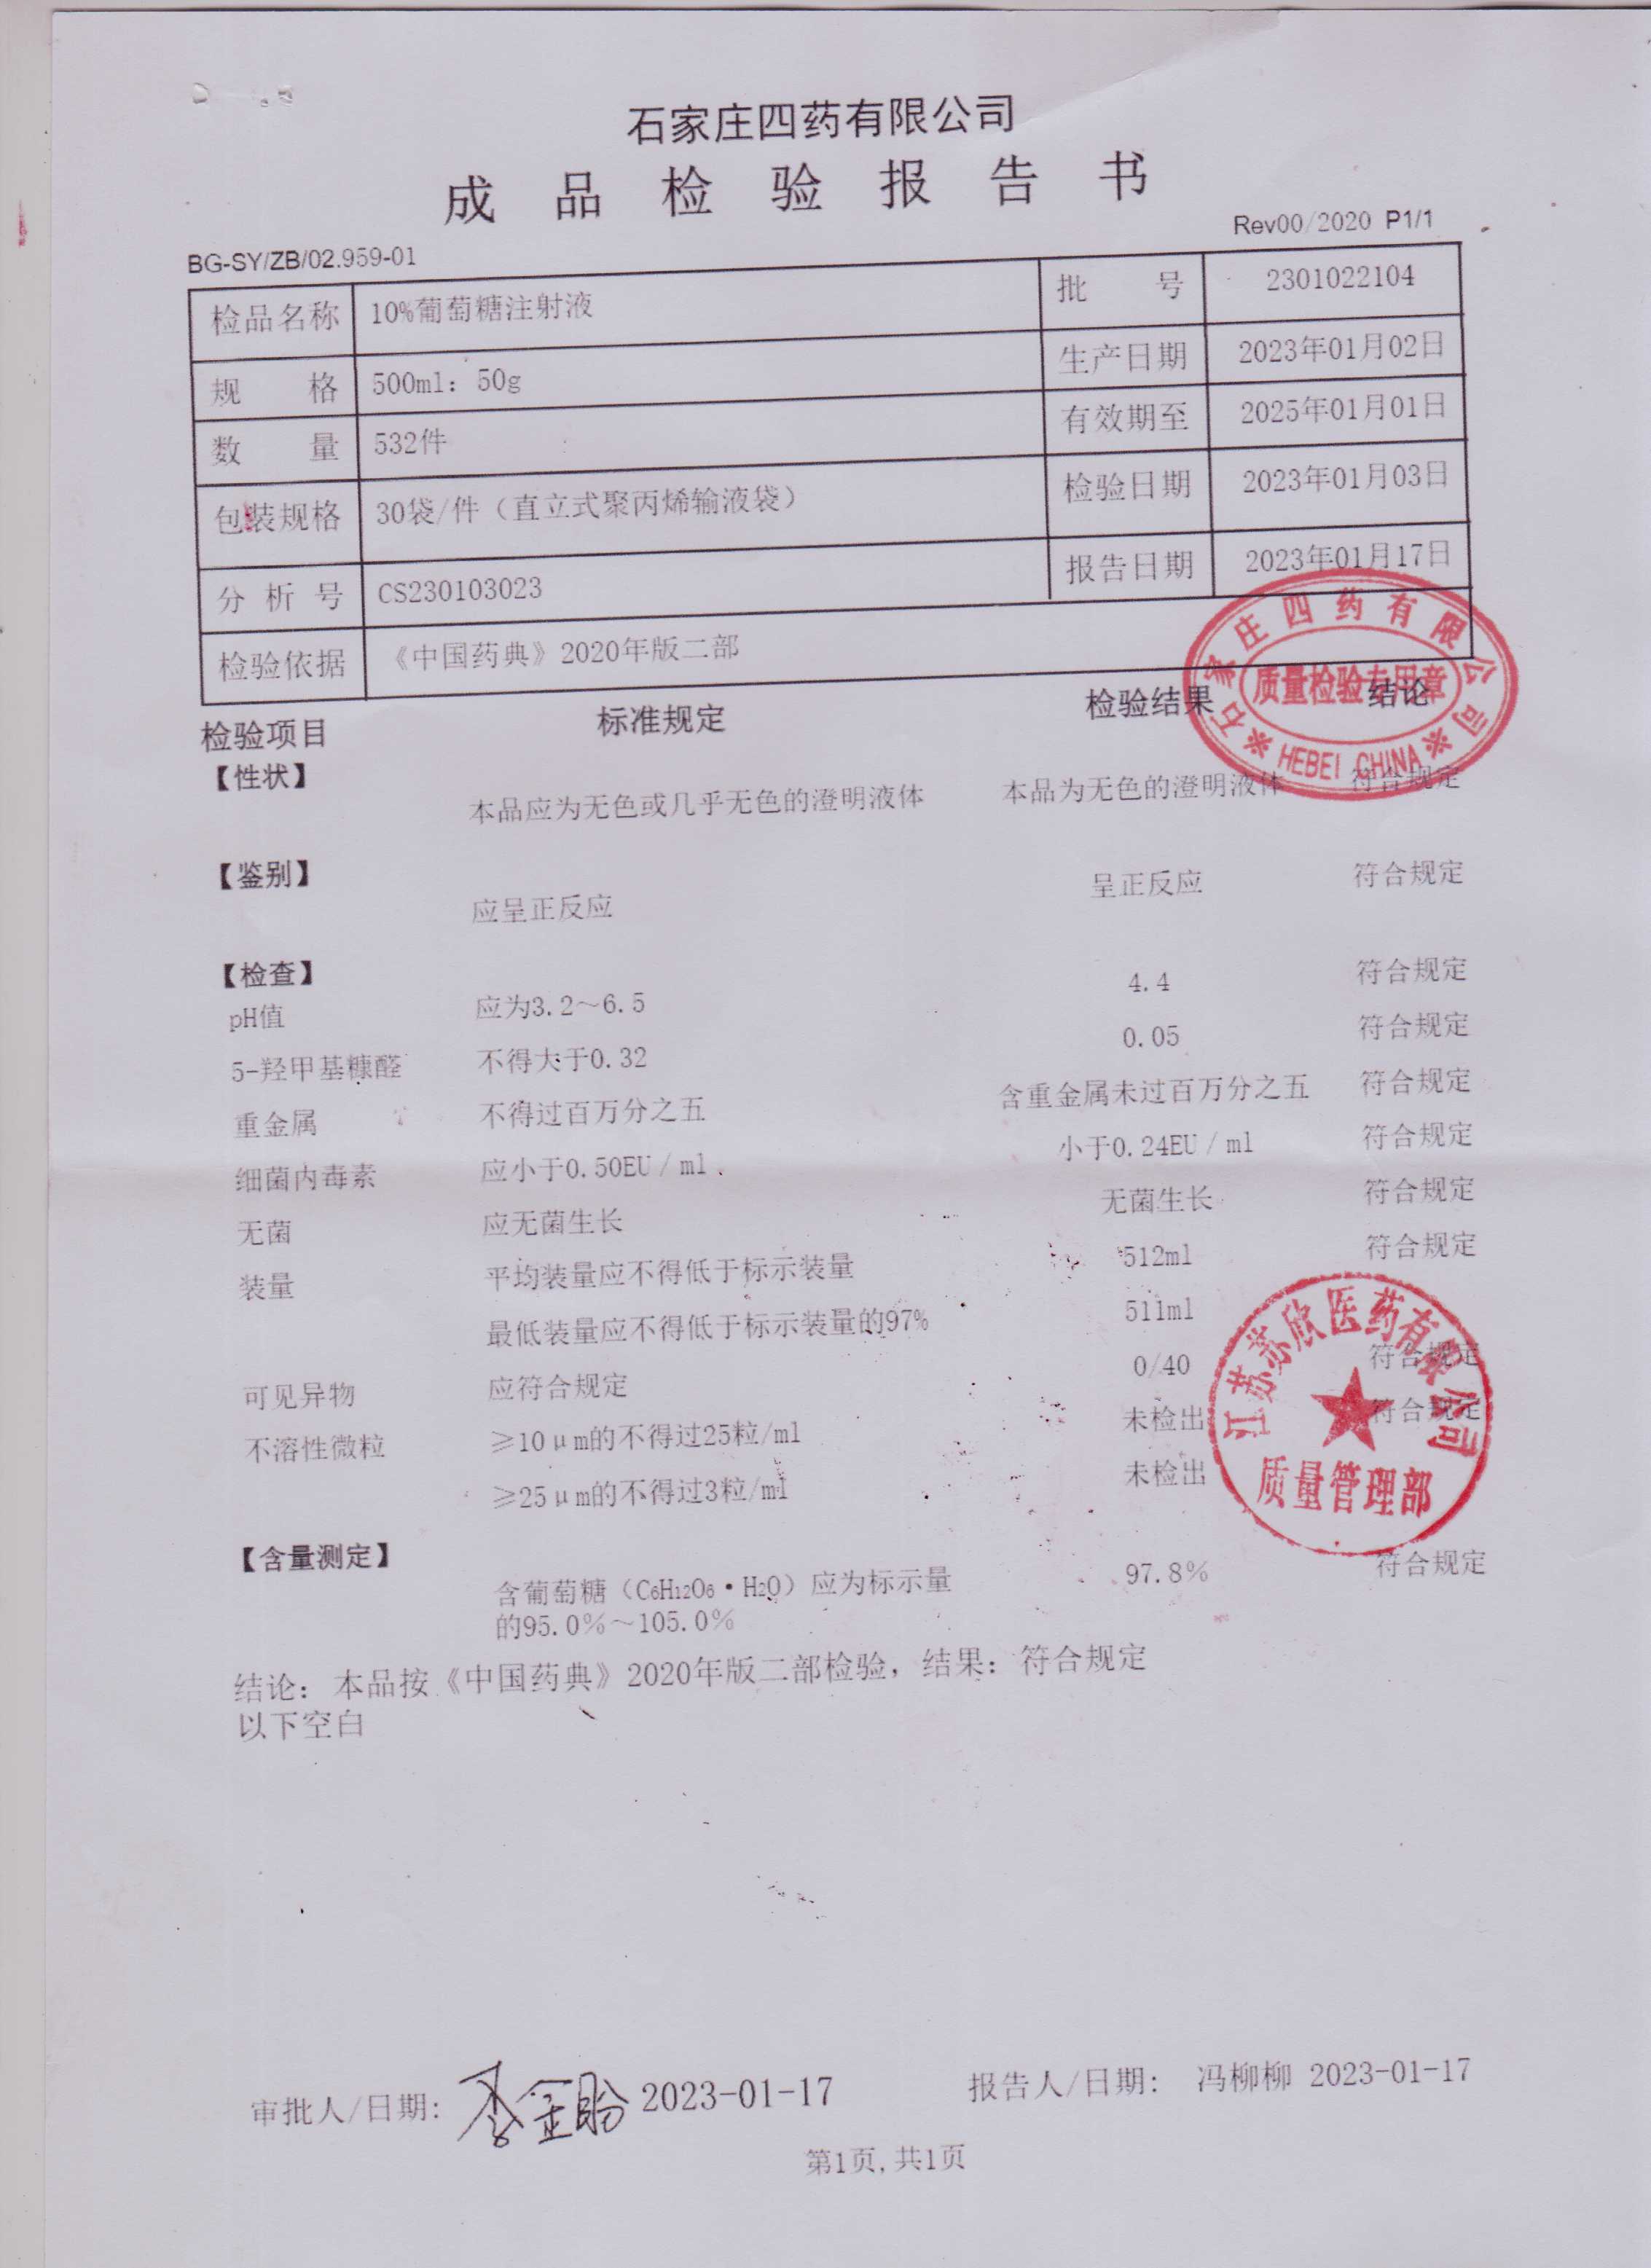 石家庄四药有限公司
成品检验报告书
BG-SY/ZB/02.959-01 Rev00/2020 P1/1
检品名称 10%葡萄糖注射液 批号 2301022104
规格 500ml：50g 生产日期 2023年01月02日
数量 532件 有效期至 2025年01月01日
包装规格 30袋/件（直立式聚丙烯输液袋） 检验日期 2023年01月03日
分析号 CS230103023 报告日期 2023年01月17日
检验依据 《中国药典》2020年版二部
石家庄四药有限公司
质量检验专用章
※ HEBEI CHINA ※
检验项目 标准规定 检验结果 结论
【性状】
本品应为无色或几乎无色的澄明液体 本品为无色的澄明液体 符合规定
【鉴别】
应呈正反应 呈正反应 符合规定
【检查】
pH值 应为3.2～6.5 4.4 符合规定
5-羟甲基糠醛 不得大于0.32 0.05 符合规定
重金属 不得过百万分之五 含重金属未过百万分之五 符合规定
细菌内毒素 应小于0.50EU/ml 小于0.24EU/ml 符合规定
无菌 应无菌生长 无菌生长 符合规定
装量 平均装量应不得低于标示装量 512ml 符合规定
最低装量应不得低于标示装量的97% 511ml
可见异物 应符合规定 0/40 符合规定
不溶性微粒 ≥10μm的不得过25粒/ml 未检出 符合规定
≥25μm的不得过3粒/ml 未检出
江苏苏欣医药有限公司
质量管理部
【含量测定】
含葡萄糖（C6H12O6・H2O）应为标示量 97.8% 符合规定
的95.0%～105.0%
结论：本品按《中国药典》2020年版二部检验，结果：符合规定
以下空白
审批人/日期: 2023-01-17 报告人/日期: 冯柳柳 2023-01-17
第1页,共1页